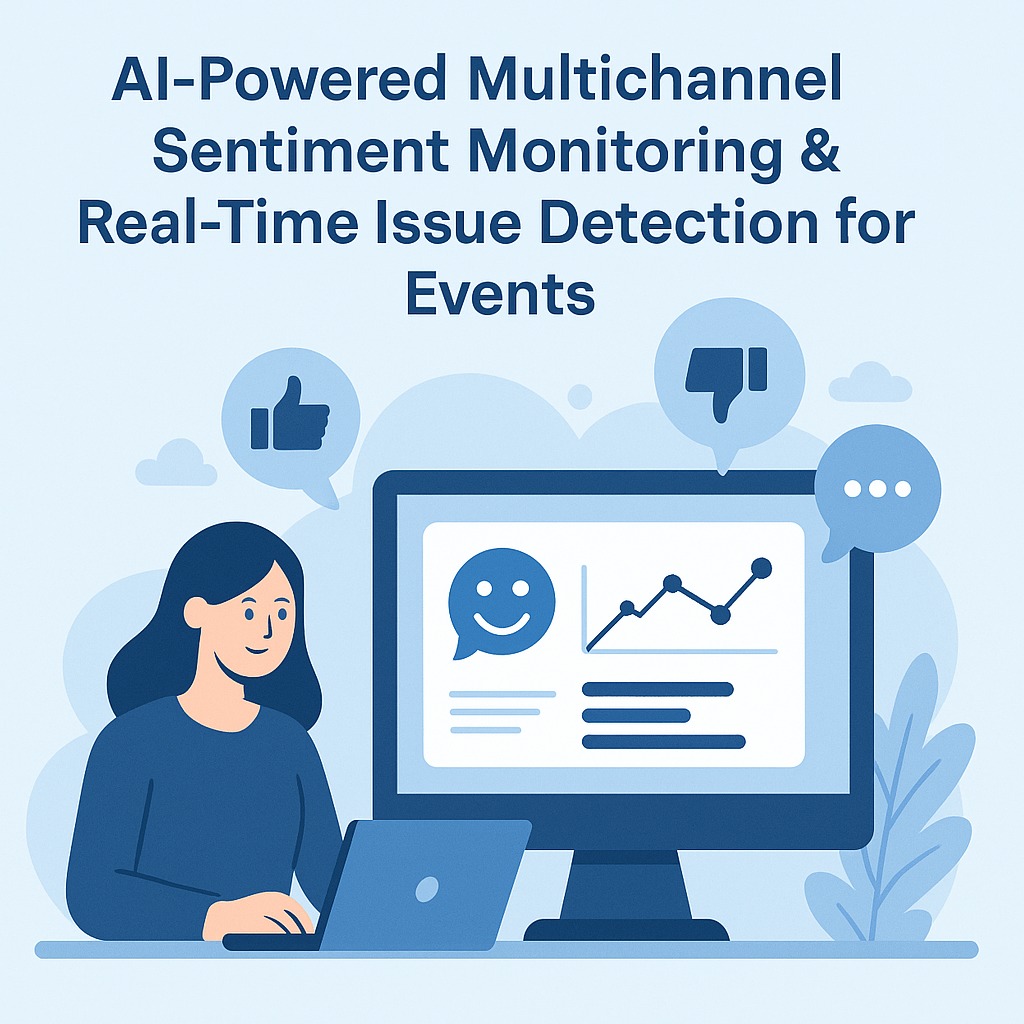 AI-Powered Multichannel
Sentiment Monitoring &
Real-Time Issue Detection for
Events